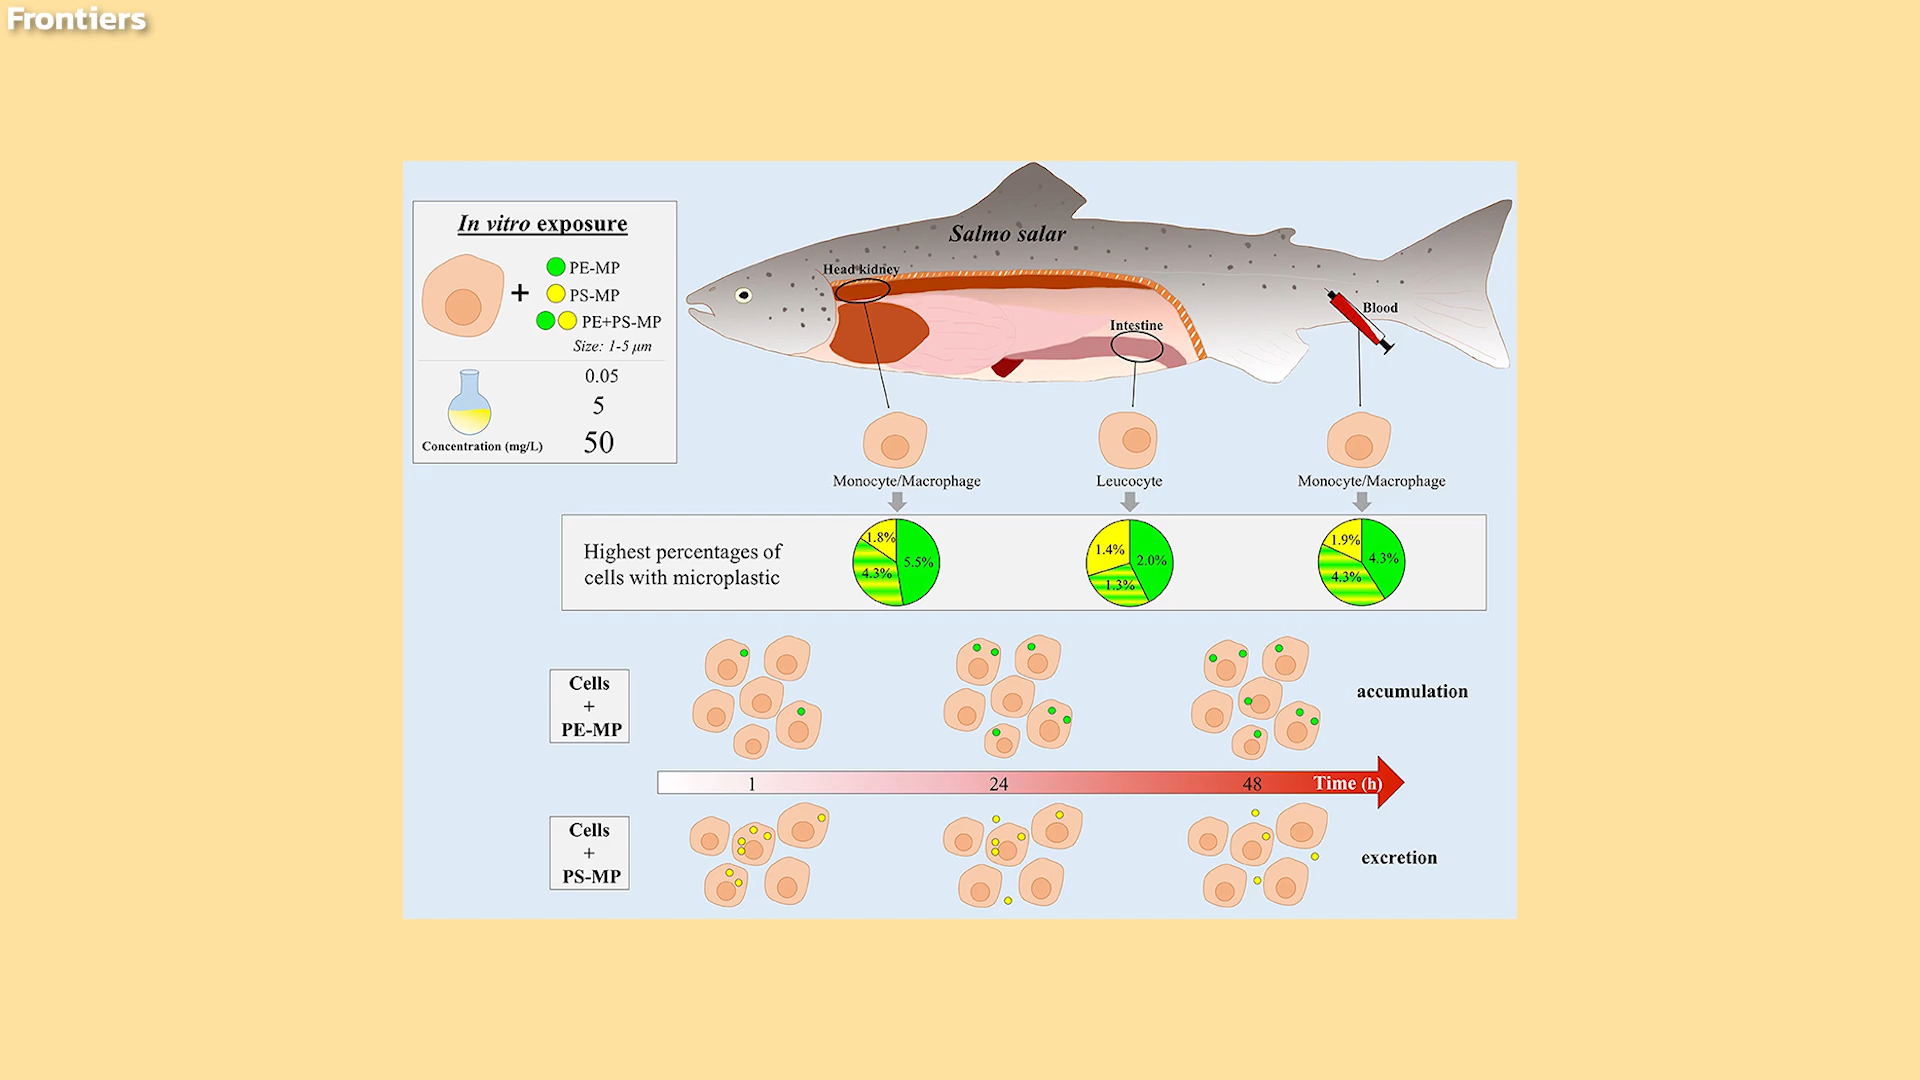 Frontiers
In vitro exposure
+
PE-MP
PS-MP
PE+PS-MP
Size: 1-5 μm
0.05
5
50
Concentration (mg/L)
Salmo salar
Head kidney
Intestine
Blood
Monocyte/Macrophage
Leucocyte
Monocyte/Macrophage
Highest percentages of
cells with microplastic
1.8%
5.5%
4.3%
1.4%
2.0%
1.3%
1.9%
4.3%
4.3%
Cells
+
PE-MP
accumulation
1
24
48
Time (h)
Cells
+
PS-MP
excretion